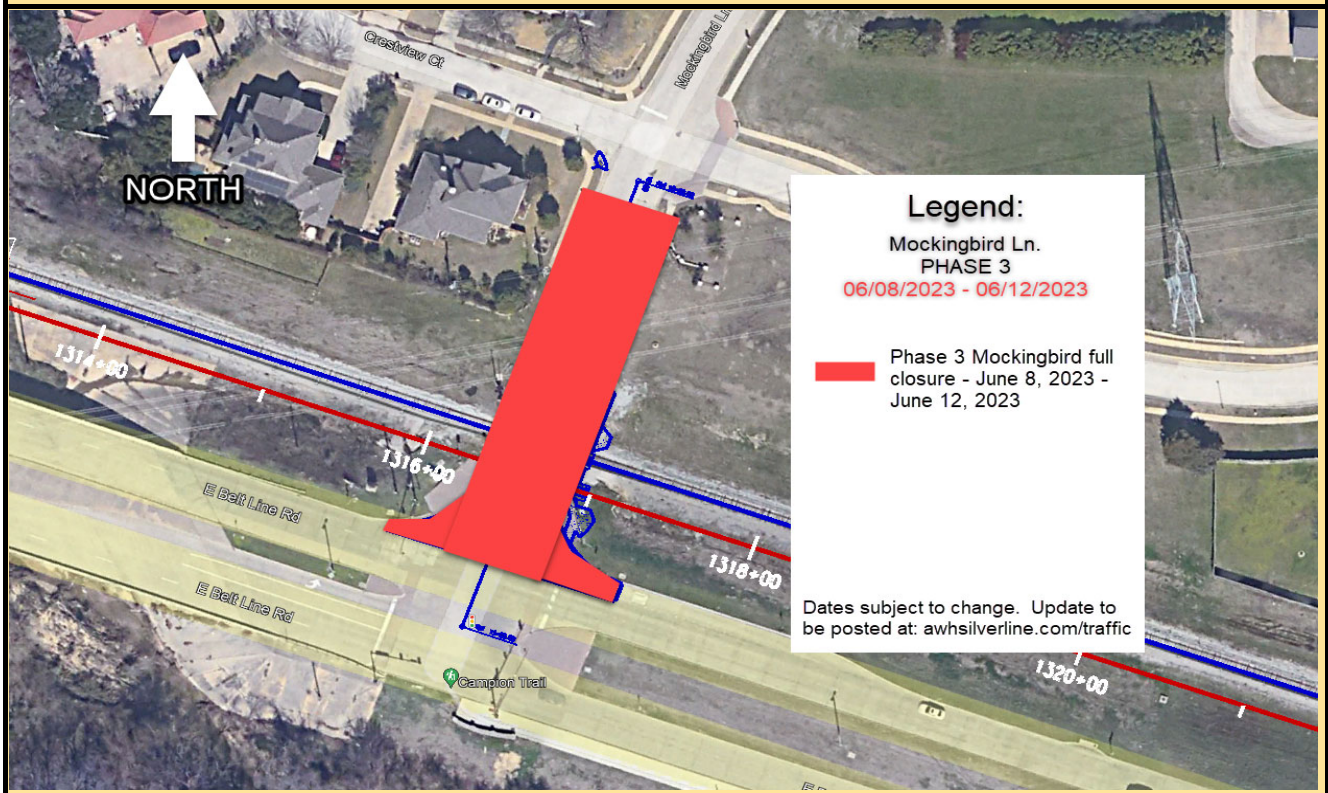 Crestview Ct
Mockingbird Ln
NORTH
Legend:
Mockingbird Ln.
PHASE 3
06/08/2023 - 06/12/2023
Phase 3 Mockingbird full
closure - June 8, 2023 -
June 12, 2023
1314+00
1316+00
E Belt Line Rd
1318+00
E Belt Line Rd
Dates subject to change. Update to
be posted at: awhsilverline.com/traffic
1320+00
Campion Trail